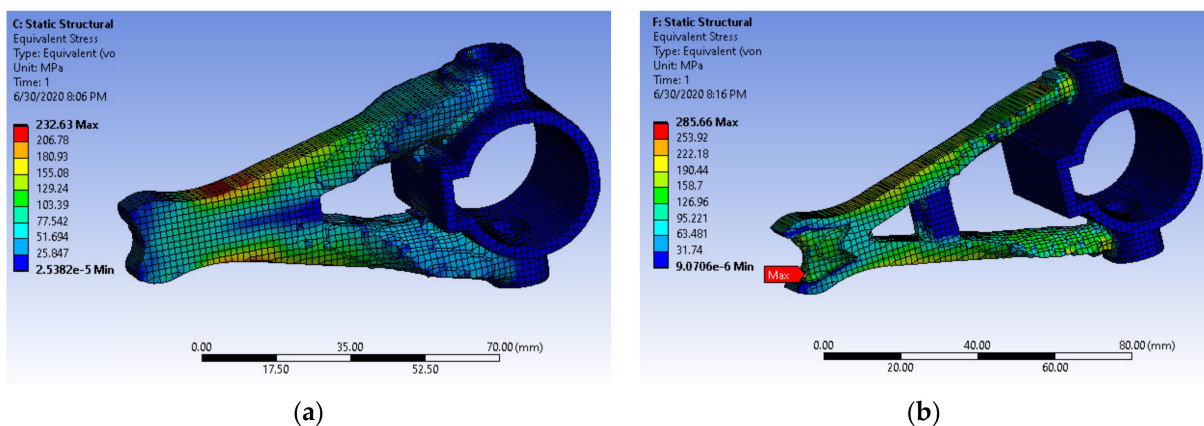 C: Static Structural
Equivalent Stress
Type: Equivalent (vo
Unit: MPa
Time: 1
6/30/2020 8:06 PM
232.63 Max
206.78
180.93
155.08
129.24
103.39
77.542
51.694
25.847
2.5382e-5 Min
0.00 35.00 70.00 (mm)
17.50 52.50
(a)
F: Static Structural
Equivalent Stress
Type: Equivalent (von
Unit: MPa
Time: 1
6/30/2020 8:16 PM
285.66 Max
253.92
222.18
190.44
158.7
126.96
95.221
63.481
31.74
9.0706e-6 Min
Max
0.00 40.00 80.00 (mm)
20.00 60.00
(b)